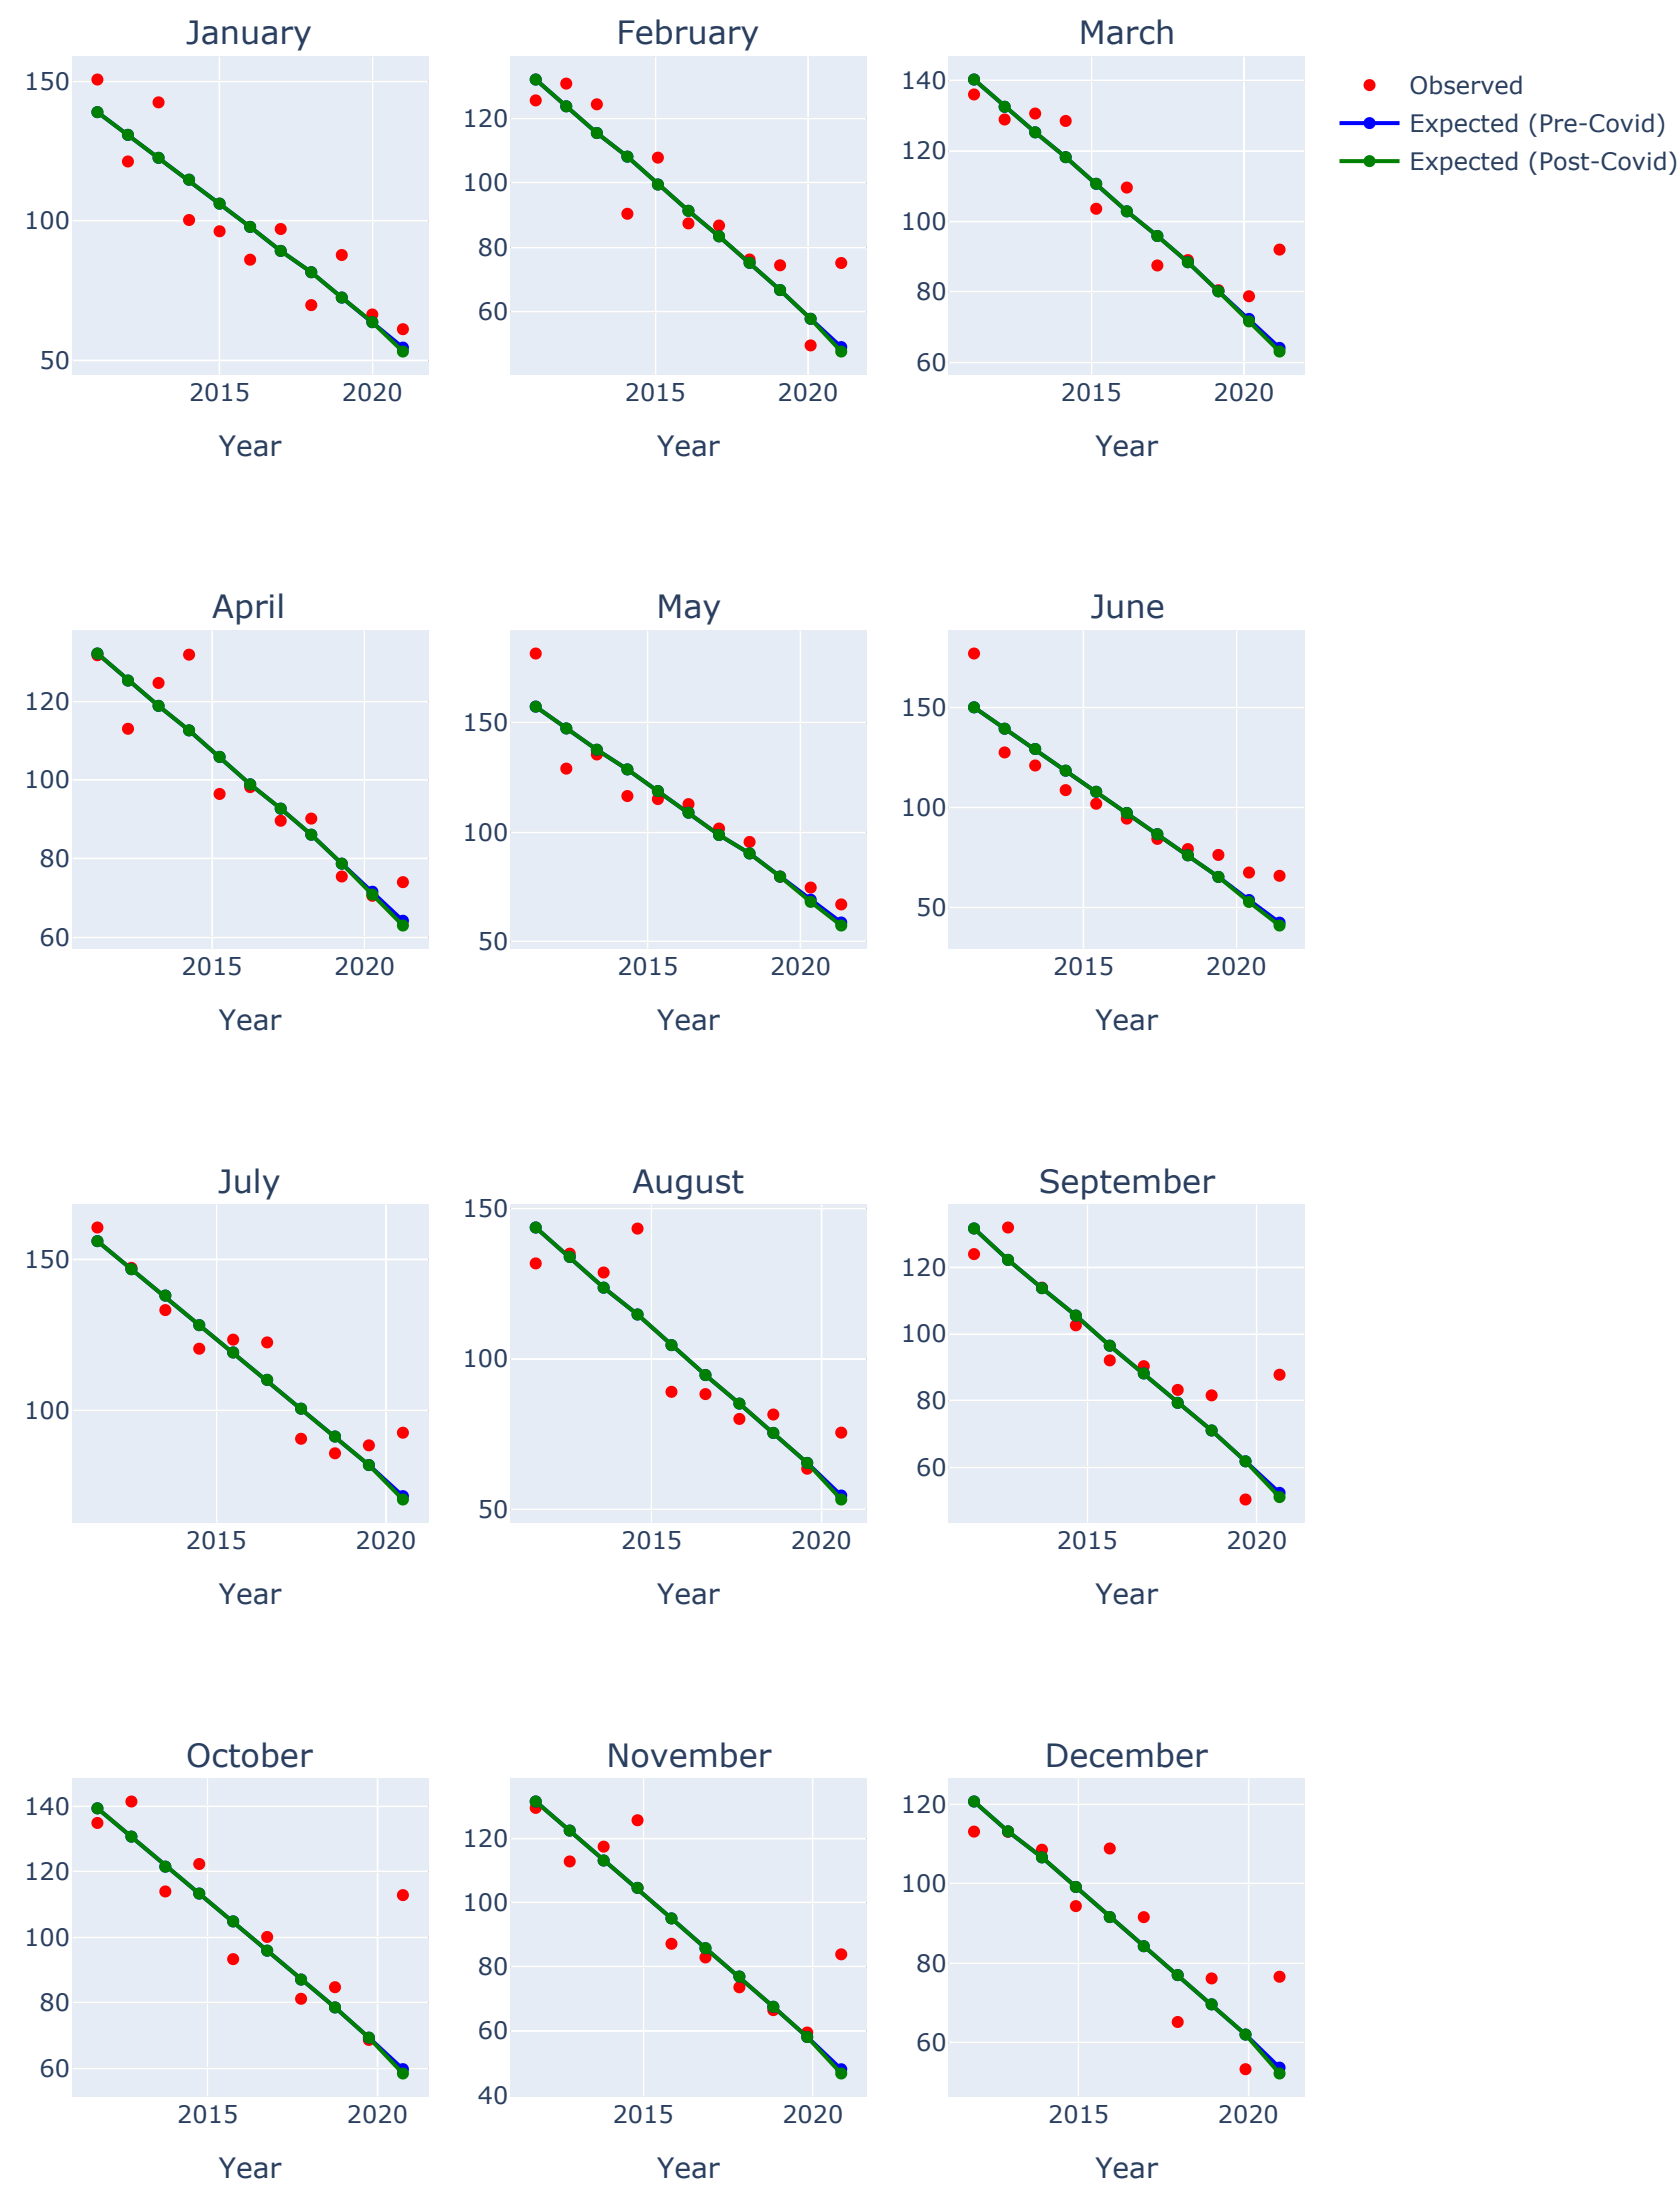 January
February
March
Observed
Expected (Pre-Covid)
Expected (Post-Covid)
150
100
50
2015
2020
Year
120
100
80
60
2015
2020
Year
140
120
100
80
60
2015
2020
Year
April
May
June
120
100
80
60
2015
2020
Year
150
100
50
2015
2020
Year
150
100
50
2015
2020
Year
July
August
September
150
100
2015
2020
Year
150
100
50
2015
2020
Year
120
100
80
60
2015
2020
Year
October
November
December
140
120
100
80
60
2015
2020
Year
120
100
80
60
40
2015
2020
Year
120
100
80
60
2015
2020
Year